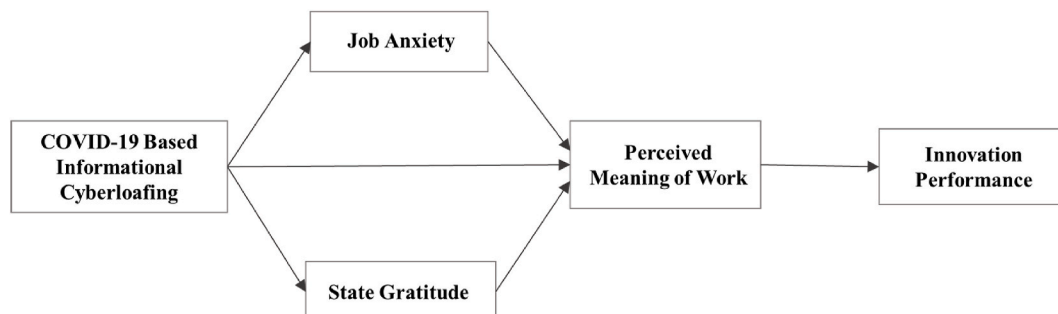 Job Anxiety
COVID-19 Based
Informational
Cyberloafing
Perceived
Meaning of Work
Innovation
Performance
State Gratitude